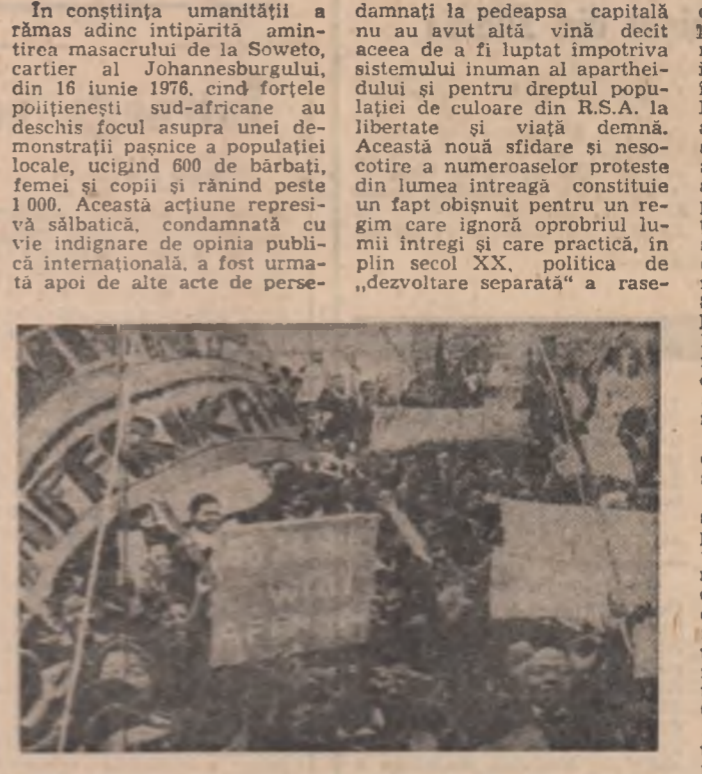 În conștiința umanității a
rămas adînc întipărită amin-
tirea masacrului de la Soweto,
cartier al Johannesburgului,
din 16 iunie 1976, cînd forțele
polițienești sud-africane au
deschis focul asupra unei de-
monstrații pașnice a populației
locale, ucigînd 600 de bărbați,
femei și copii și rănind peste
1 000. Această acțiune represi-
vă sălbatică, condamnată cu
vie indignare de opinia publi-
că internațională, a fost urma-
tă apoi de alte acte de perse-
damnați la pedeapsa capitală
nu au avut altă vină decît
aceea de a fi luptat împotriva
sistemului inuman al aparthei-
dului și pentru dreptul popu-
lației de culoare din R.S.A. la
libertate și viață demnă.
Această nouă sfidare și neso-
cotire a numeroaselor proteste
din lumea întreagă constituie
un fapt obișnuit pentru un re-
gim care ignoră oprobriul lu-
mii întregi și care practică, în
plin secol XX, politica de
„dezvoltare separată“ a rase-